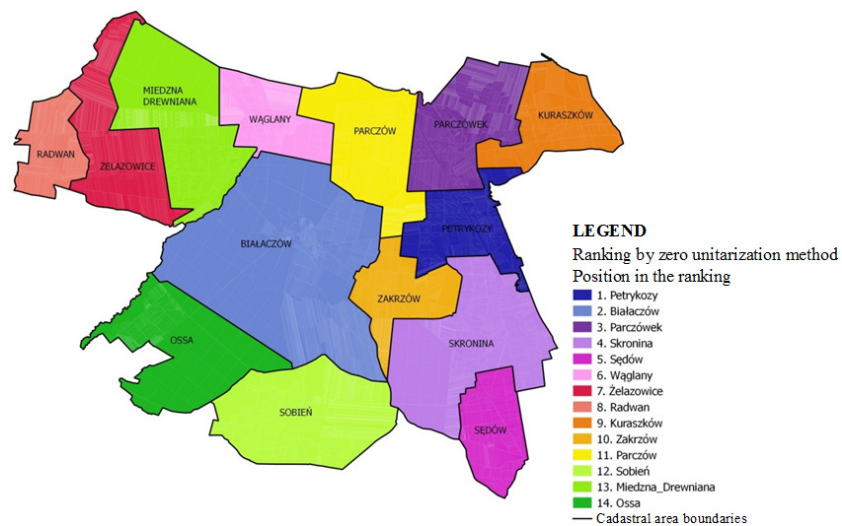 MIEDZNA
DREWNIANA
WĄGLANY
PARCZÓW
PARCZÓWEK
KURASZKÓW
RADWAN
ŻELAZOWICE
BIAŁACZÓW
PETRYKOZY
ZAKRZÓW
OSSA
SKRONINA
SOBIEŃ
SĘDÓW
LEGEND
Ranking by zero unitarization method
Position in the ranking
1. Petrykozy
2. Białaczów
3. Parczówek
4. Skronina
5. Sędów
6. Wąglany
7. Żelazowice
8. Radwan
9. Kuraszków
10. Zakrzów
11. Parczów
12. Sobień
13. Miedzna_Drewniana
14. Ossa
Cadastral area boundaries